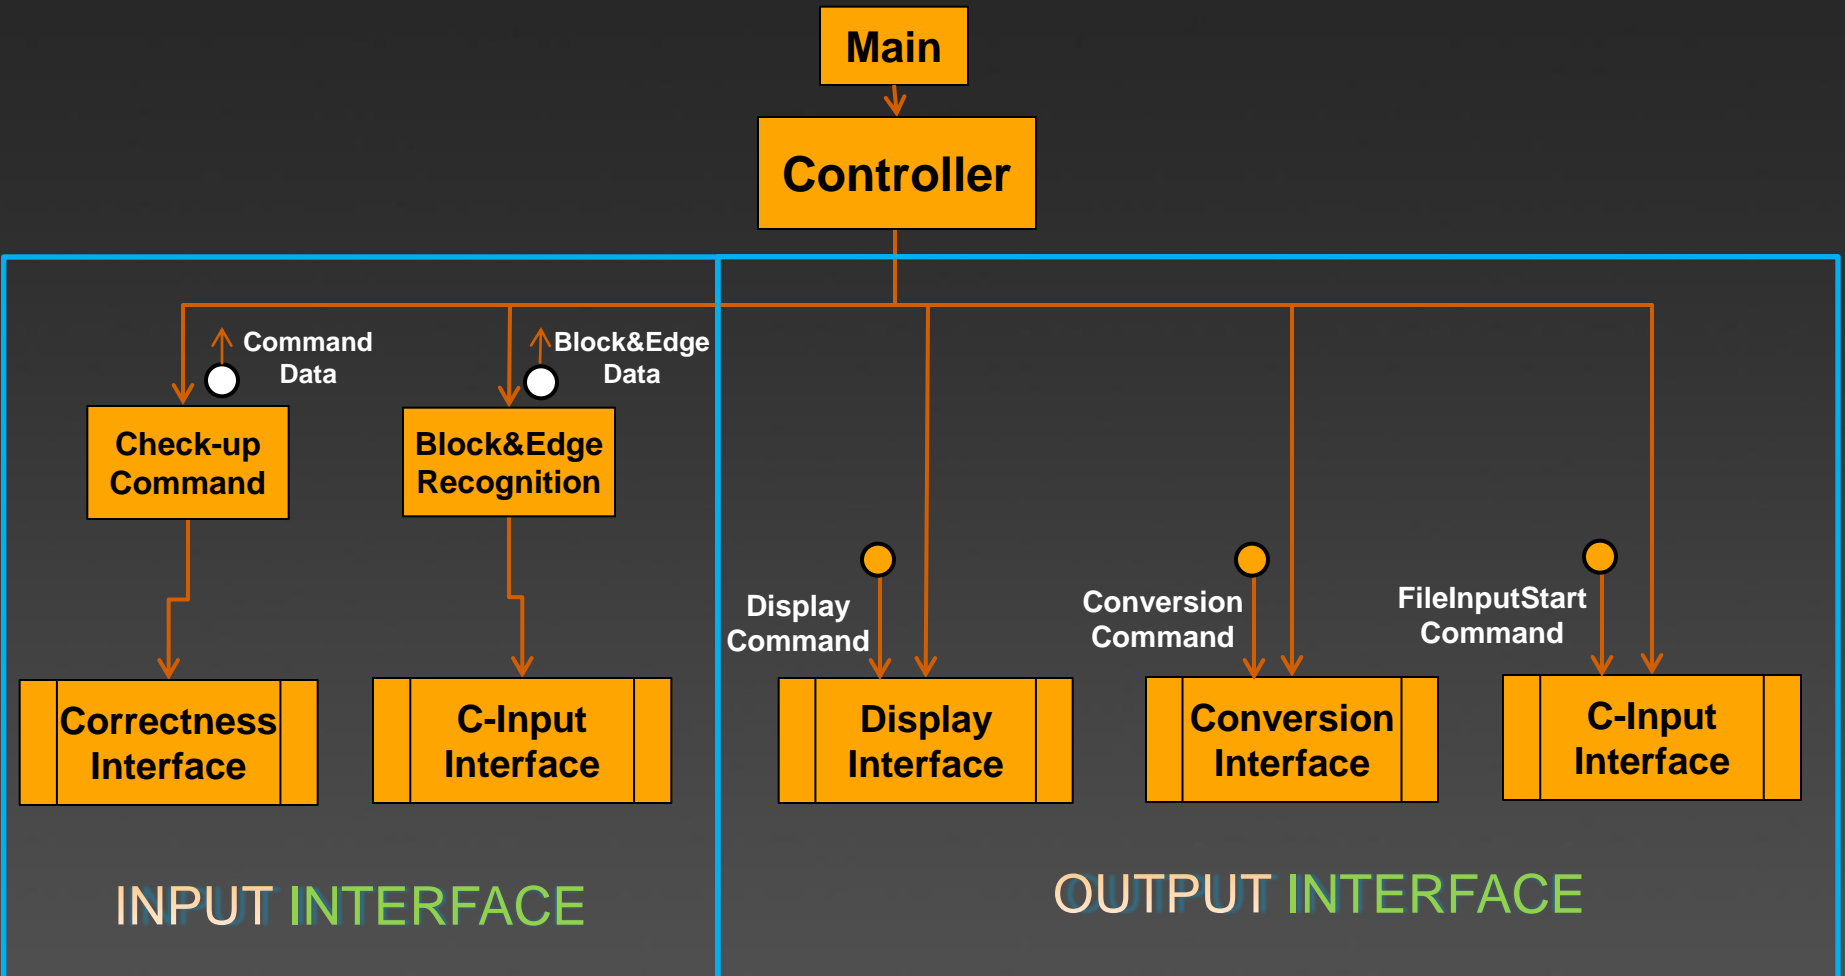 Main
Controller
Command
Data
Block&Edge
Data
Check-up
Command
Block&Edge
Recognition
Display
Command
Conversion
Command
FileInputStart
Command
Correctness
Interface
C-Input
Interface
Display
Interface
Conversion
Interface
C-Input
Interface
INPUT INTERFACE
OUTPUT INTERFACE